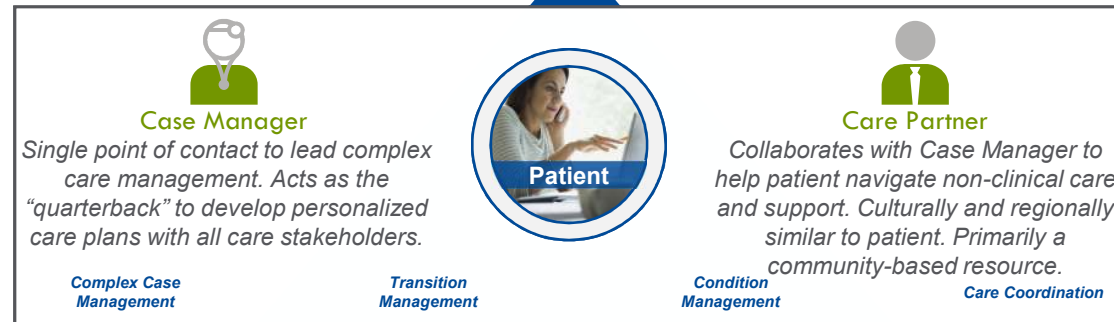 Case Manager
Single point of contact to lead complex
care management. Acts as the
“quarterback” to develop personalized
care plans with all care stakeholders.
Patient
Care Partner
Collaborates with Case Manager to
help patient navigate non-clinical care
and support. Culturally and regionally
similar to patient. Primarily a
community-based resource.
Complex Case
Management
Transition
Management
Condition
Management
Care Coordination